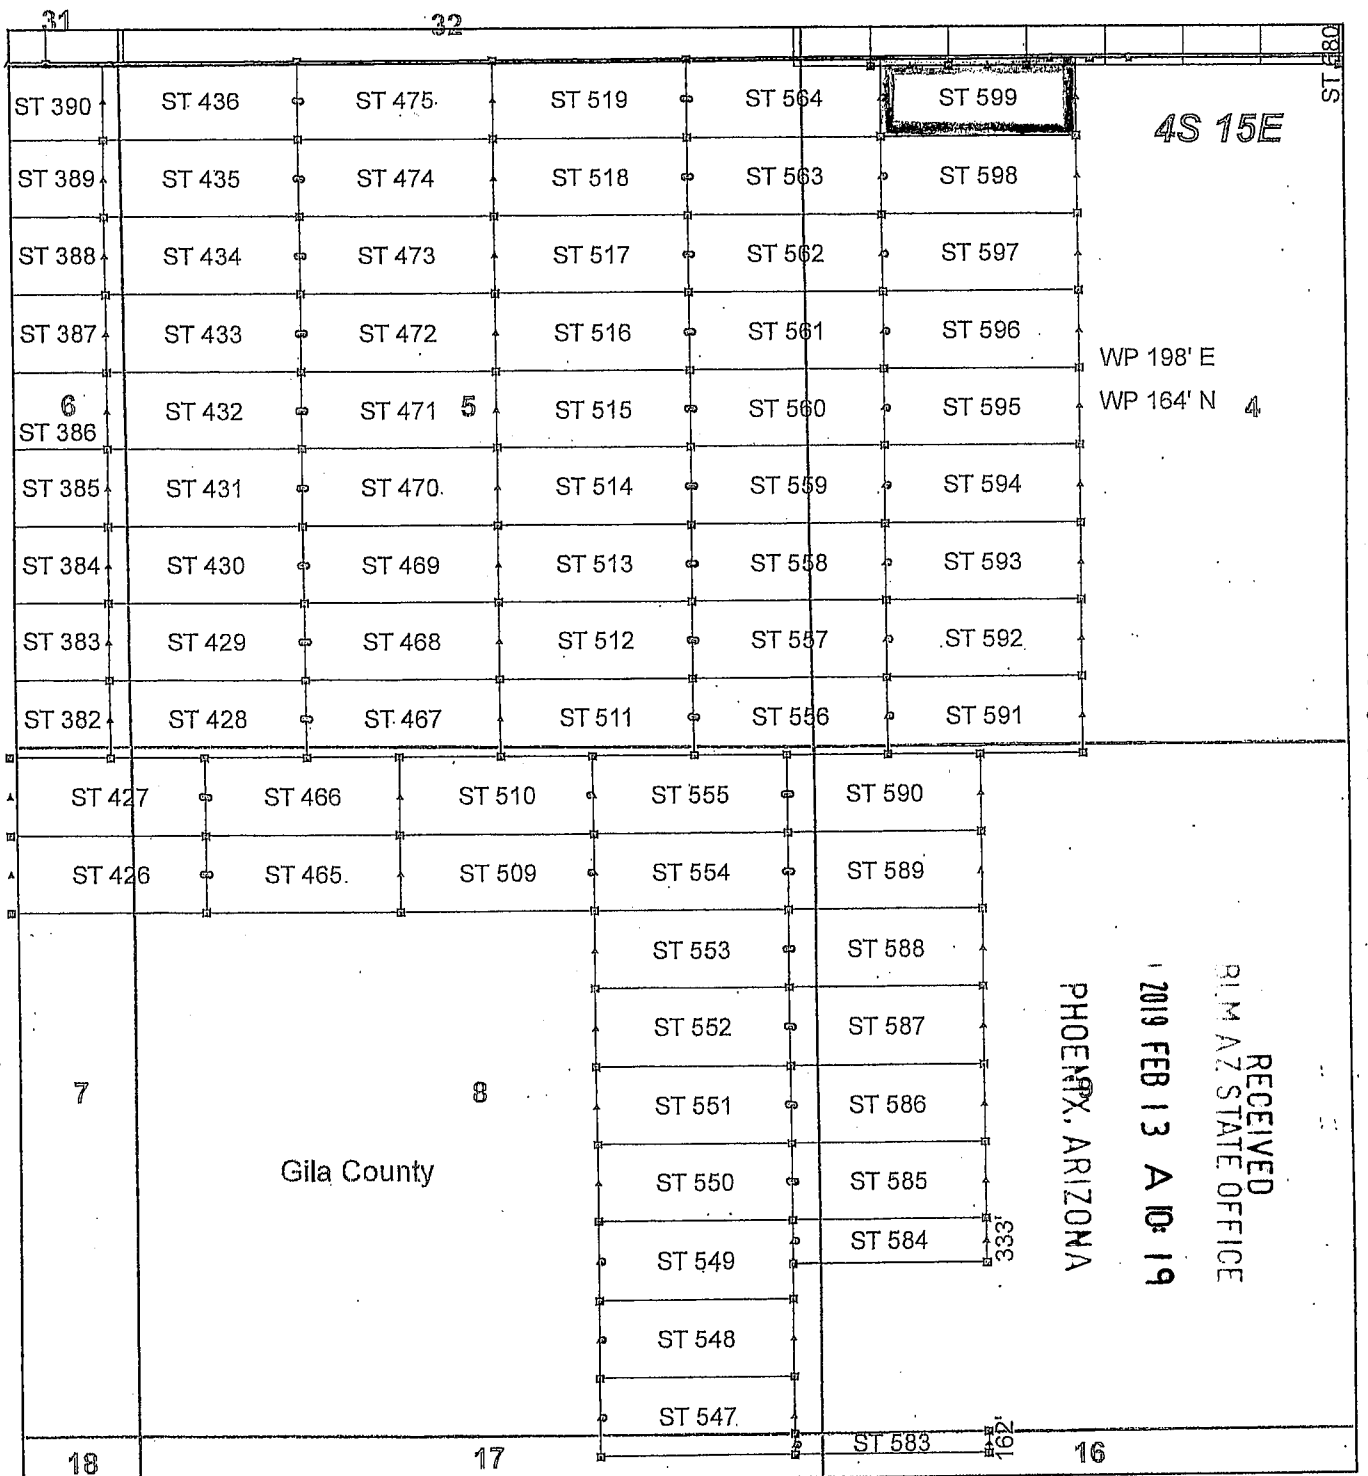 31 32
ST 680
ST 390 ST 436 ST 475 ST 519 ST 564 ST 599
4S 15E
ST 389 ST 435 ST 474 ST 518 ST 563 ST 598
ST 388 ST 434 ST 473 ST 517 ST 562 ST 597
ST 387 ST 433 ST 472 ST 516 ST 561 ST 596
WP 198' E
6 ST 432 ST 471 5 ST 515 ST 560 ST 595 WP 164' N 4
ST 386
ST 385 ST 431 ST 470 ST 514 ST 559 ST 594
ST 384 ST 430 ST 469 ST 513 ST 558 ST 593
ST 383 ST 429 ST 468 ST 512 ST 557 ST 592
ST 382 ST 428 ST 467 ST 511 ST 556 ST 591
ST 427 ST 466 ST 510 ST 555 ST 590
ST 426 ST 465 ST 509 ST 554 ST 589
ST 553 ST 588
ST 552 ST 587
7 8 ST 551 ST 586 9
Gila County ST 550 ST 585
ST 584 333'
ST 549
ST 548
ST 547
ST 583 162'
18 17 16
RECEIVED
BLM AZ STATE OFFICE
2019 FEB 13 A 10: 19
PHOENIX, ARIZONA